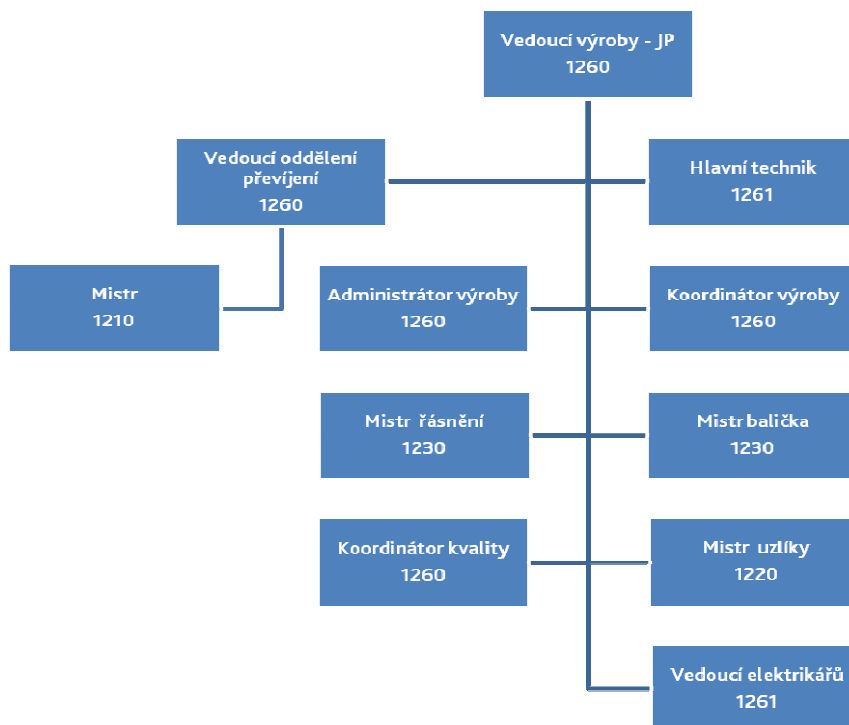 Vedoucí výroby - JP
1260
Vedoucí oddělení
převíjení
1260
Hlavní technik
1261
Mistr
1210
Administrátor výroby
1260
Koordinátor výroby
1260
Mistr řásnění
1230
Mistr balička
1230
Koordinátor kvality
1260
Mistr uzlíky
1220
Vedoucí elektrikářů
1261